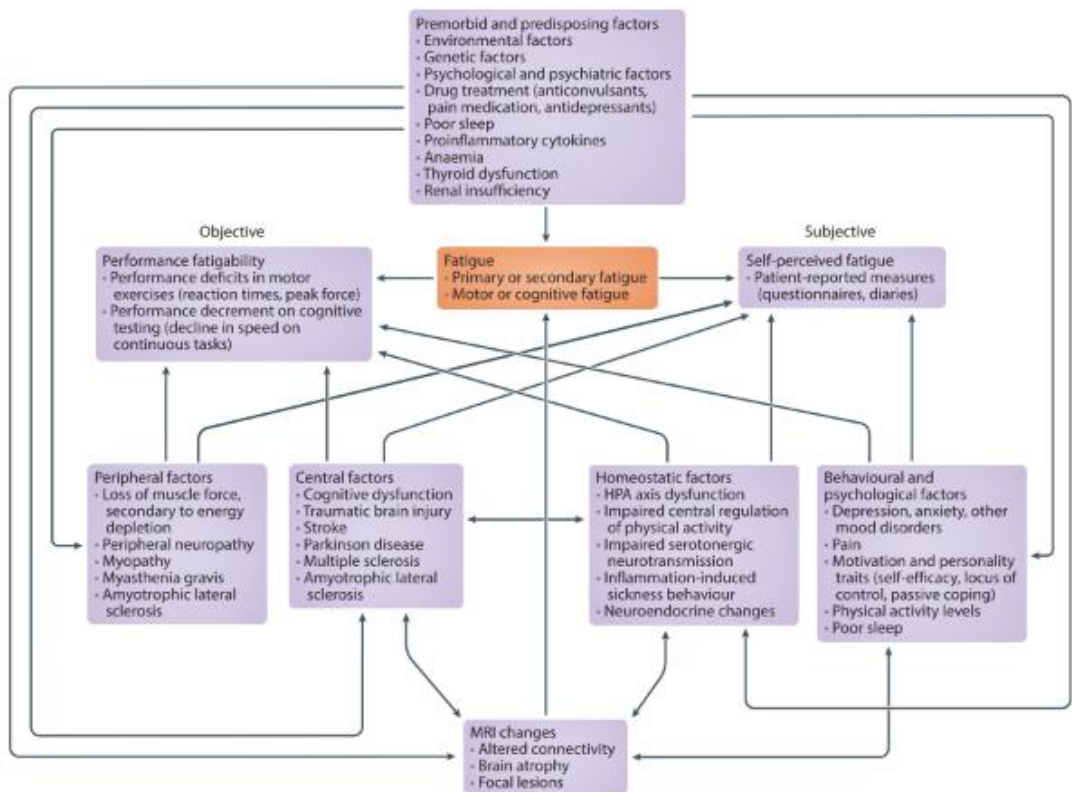 Premorbid and predisposing factors
• Environmental factors
• Genetic factors
• Psychological and psychiatric factors
• Drug treatment (anticonvulsants,
pain medication, antidepressants)
• Poor sleep
• Proinflammatory cytokines
• Anaemia
• Thyroid dysfunction
• Renal insufficiency
Objective
Performance fatigability
• Performance deficits in motor
exercises (reaction times, peak force)
• Performance decrement on cognitive
testing (decline in speed on
continuous tasks)
Fatigue
• Primary or secondary fatigue
• Motor or cognitive fatigue
Subjective
Self-perceived fatigue
• Patient-reported measures
(questionnaires, diaries)
Peripheral factors
• Loss of muscle force,
secondary to energy
depletion
• Peripheral neuropathy
• Myopathy
• Myasthenia gravis
• Amyotrophic lateral
sclerosis
Central factors
• Cognitive dysfunction
• Traumatic brain injury
• Stroke
• Parkinson disease
• Multiple sclerosis
• Amyotrophic lateral
sclerosis
Homeostatic factors
• HPA axis dysfunction
• Impaired central regulation
of physical activity
• Impaired serotonergic
neurotransmission
• Inflammation-induced
sickness behaviour
• Neuroendocrine changes
Behavioural and
psychological factors
• Depression, anxiety, other
mood disorders
• Pain
• Motivation and personality
traits (self-efficacy, locus of
control, passive coping)
• Physical activity levels
• Poor sleep
MRI changes
• Altered connectivity
• Brain atrophy
• Focal lesions